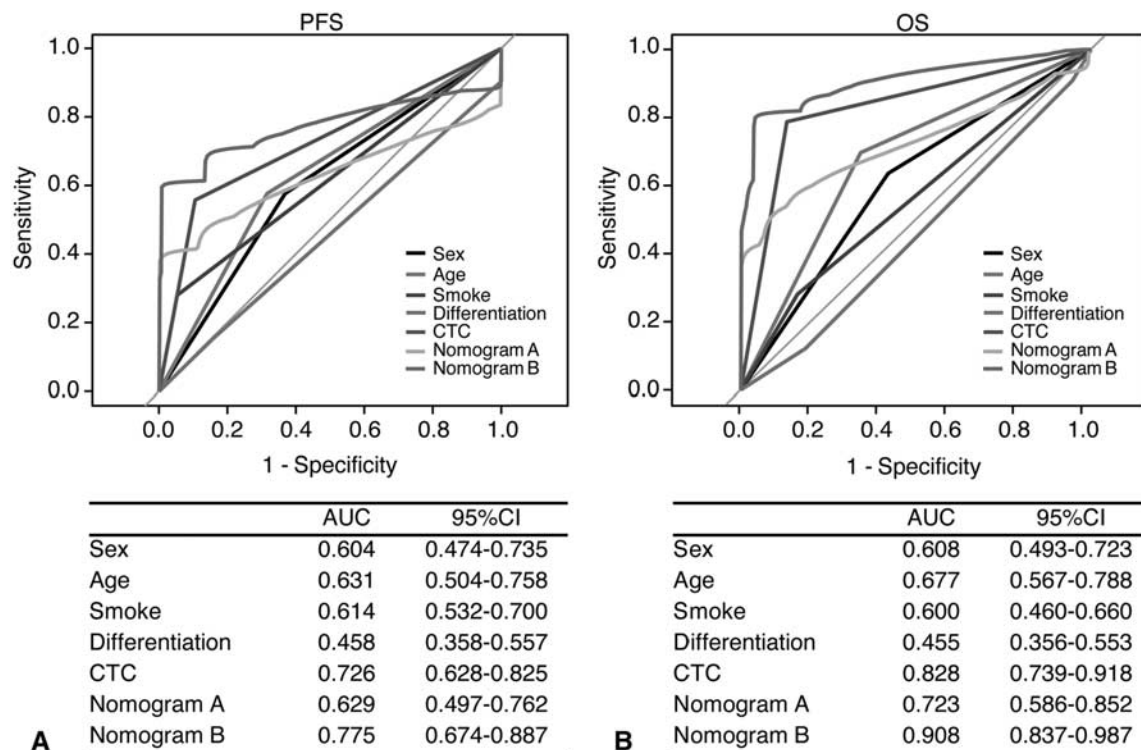 PFS
1.0
0.8
0.6
0.4
0.2
0.0
Sensitivity
Sex
Age
Smoke
Differentiation
CTC
Nomogram A
Nomogram B
0.0 0.2 0.4 0.6 0.8 1.0
1 - Specificity
AUC 95%CI
Sex 0.604 0.474-0.735
Age 0.631 0.504-0.758
Smoke 0.614 0.532-0.700
Differentiation 0.458 0.358-0.557
CTC 0.726 0.628-0.825
Nomogram A 0.629 0.497-0.762
Nomogram B 0.775 0.674-0.887
A
OS
1.0
0.8
0.6
0.4
0.2
0.0
Sensitivity
Sex
Age
Smoke
Differentiation
CTC
Nomogram A
Nomogram B
0.0 0.2 0.4 0.6 0.8 1.0
1 - Specificity
AUC 95%CI
Sex 0.608 0.493-0.723
Age 0.677 0.567-0.788
Smoke 0.600 0.460-0.660
Differentiation 0.455 0.356-0.553
CTC 0.828 0.739-0.918
Nomogram A 0.723 0.586-0.852
Nomogram B 0.908 0.837-0.987
B